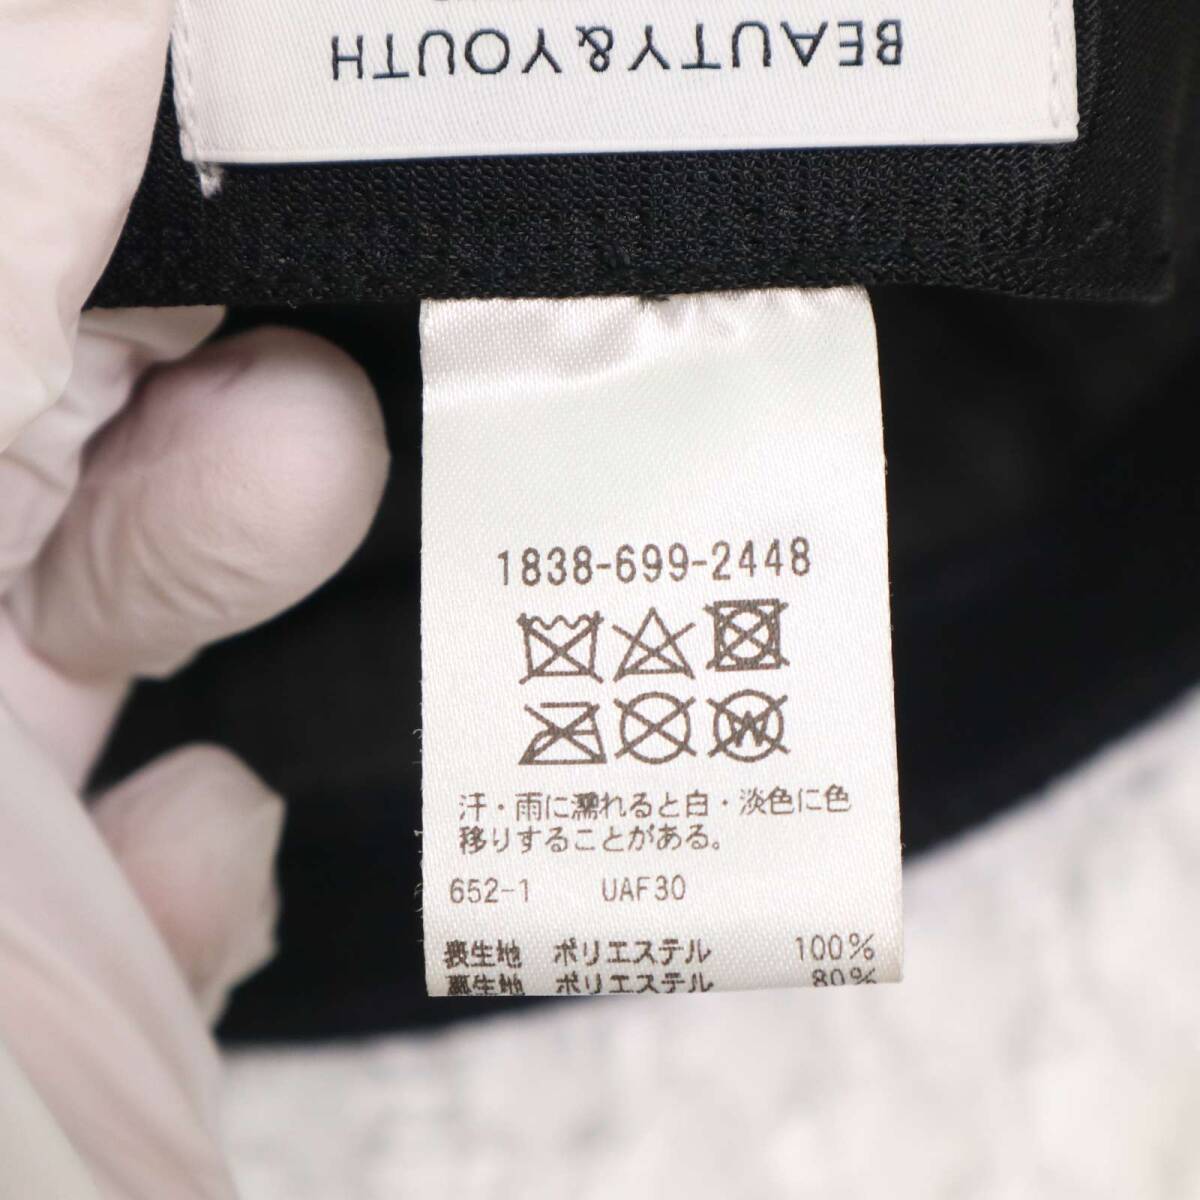 BEAUTY&YOUTH
1838-699-2448
W
汗・雨に濡れると白・淡色に色
移りすることがある。
652-1 UAF30
表生地 ポリエステル 100%
裏生地 ポリエステル 80%